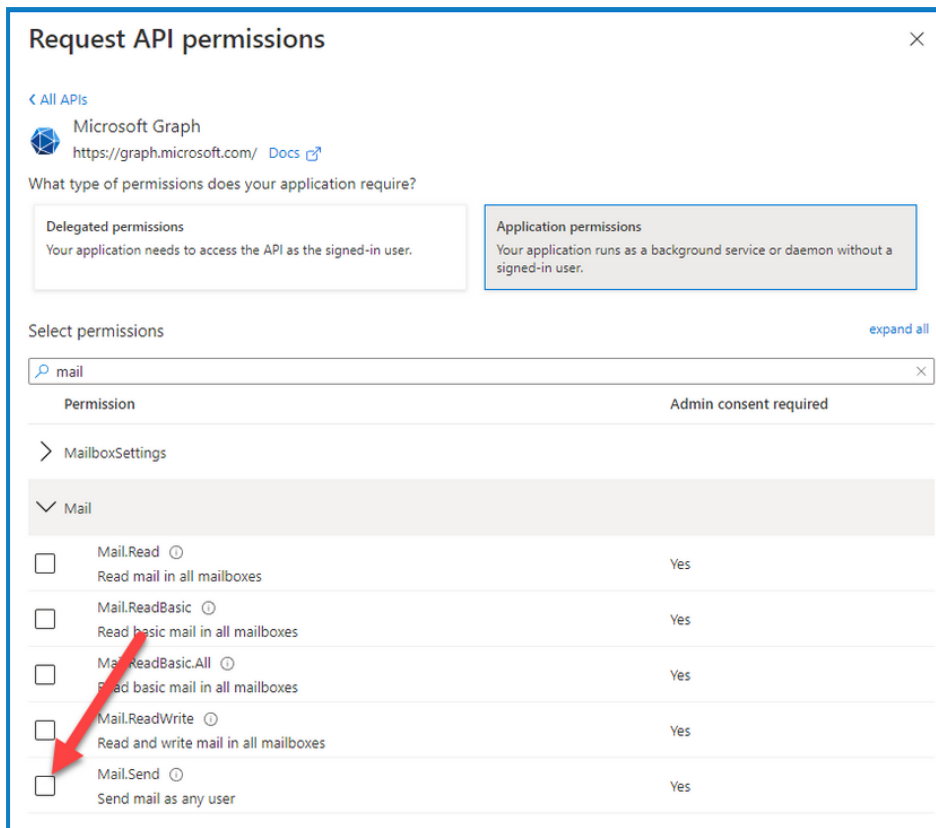 Request API permissions
All APIs
Microsoft Graph
https://graph.microsoft.com/ Docs
What type of permissions does your application require?
Delegated permissions
Your application needs to access the API as the signed-in user.
Application permissions
Your application runs as a background service or daemon without a
signed-in user.
Select permissions
expand all
mail
Permission
Admin consent required
MailboxSettings
Mail
Mail.Read
Read mail in all mailboxes
Yes
Mail.ReadBasic
Read basic mail in all mailboxes
Yes
Mail.ReadBasic.All
Read basic mail in all mailboxes
Yes
Mail.ReadWrite
Read and write mail in all mailboxes
Yes
Mail.Send
Send mail as any user
Yes